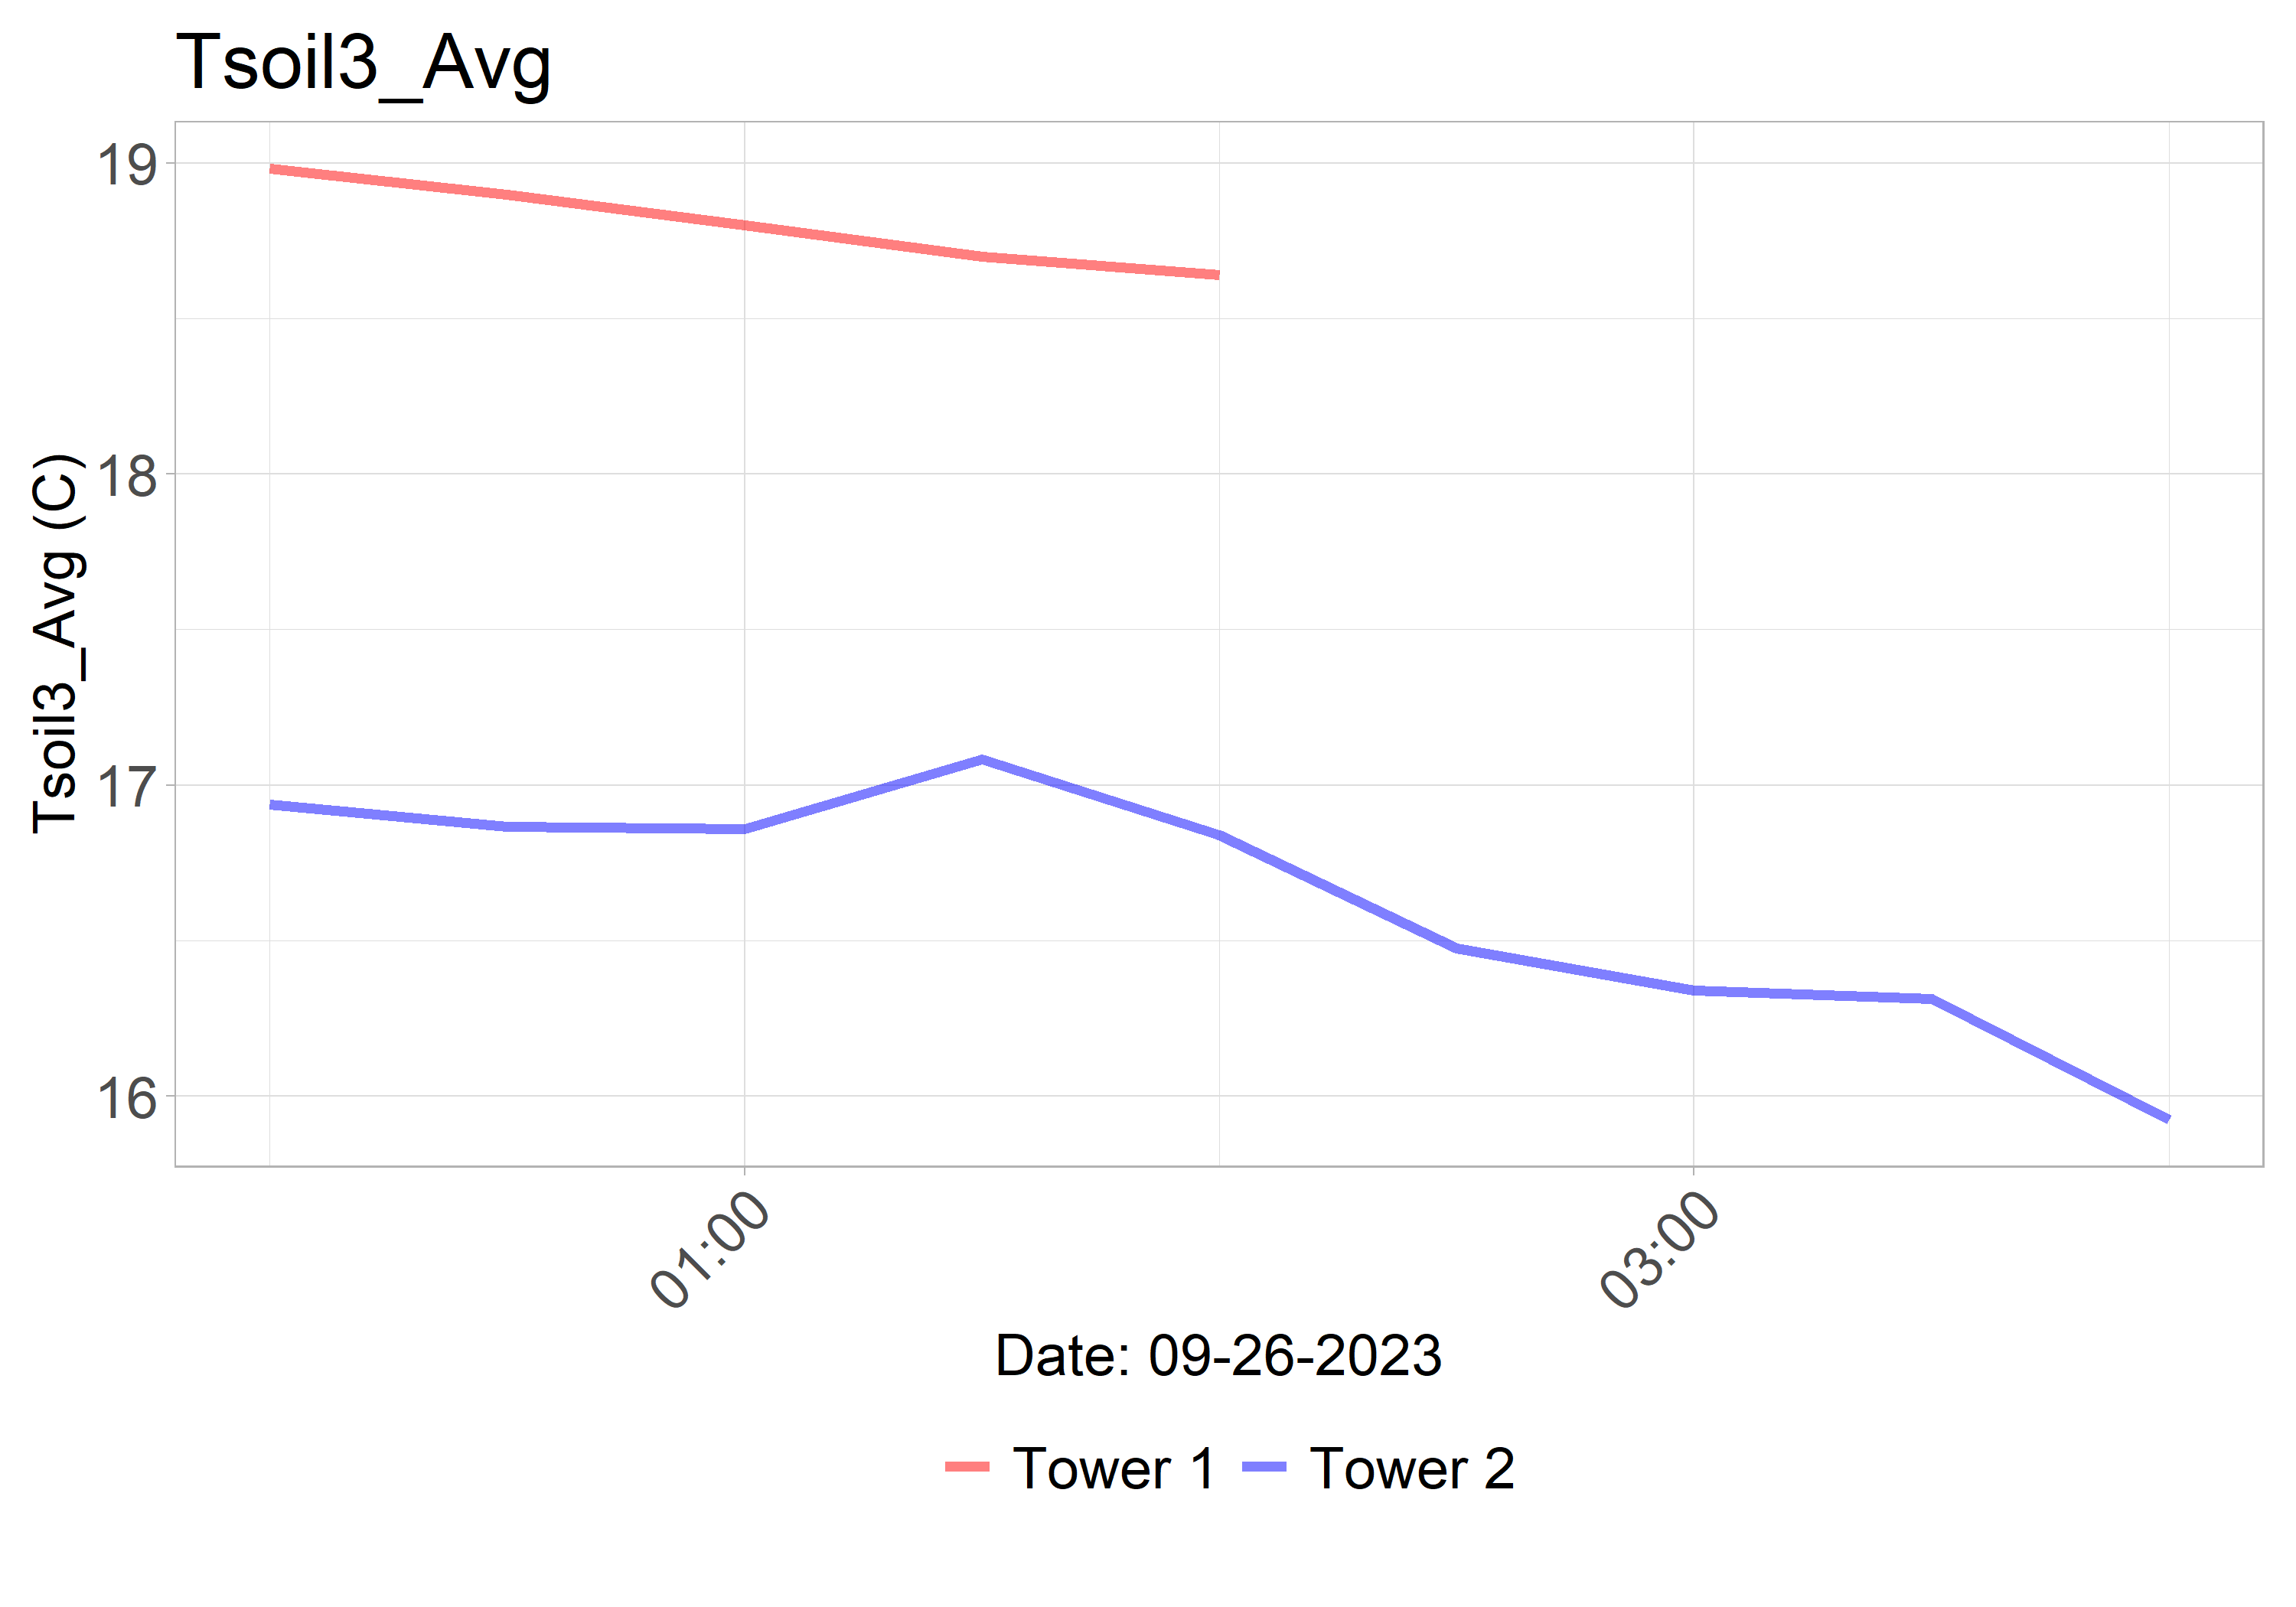 Tsoil3_Avg
Tsoil3_Avg (C)
19
18
17
16
01:00
03:00
Date: 09-26-2023
Tower 1
Tower 2